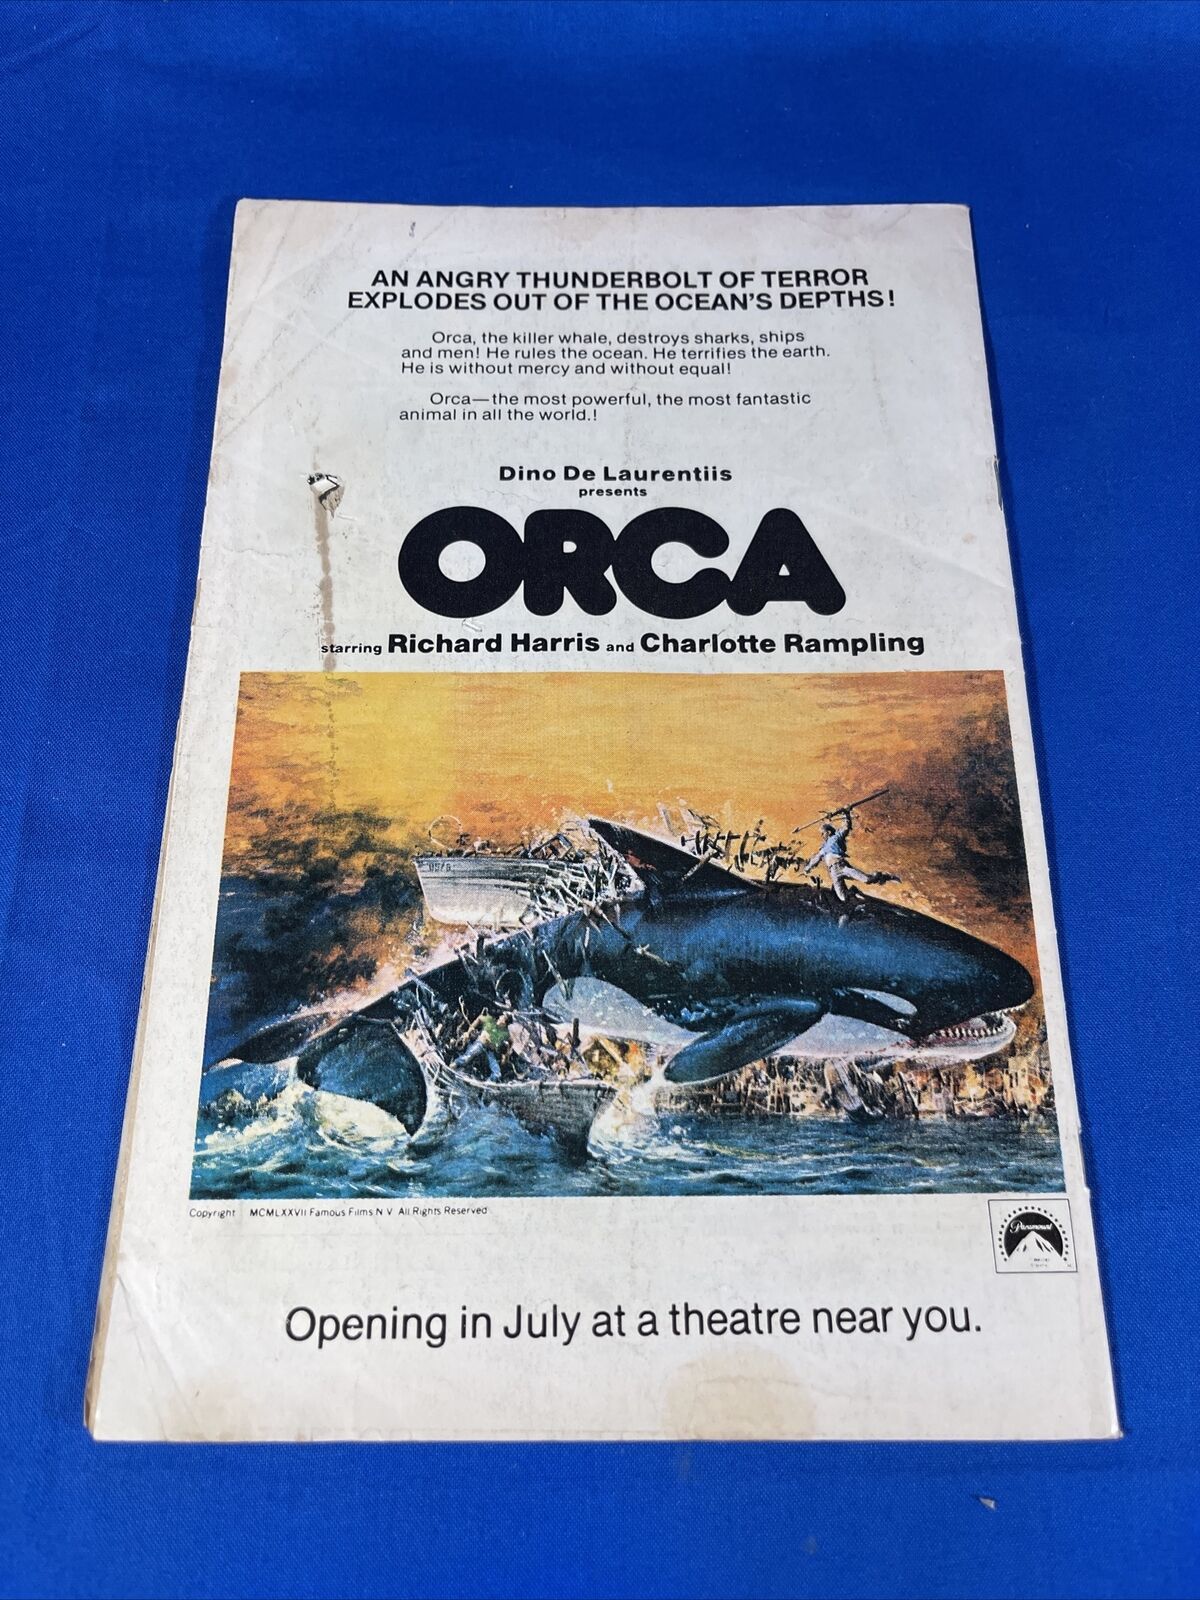 AN ANGRY THUNDERBOLT OF TERROR
EXPLODES OUT OF THE OCEAN'S DEPTHS!
Orca, the killer whale, destroys sharks, ships
and men! He rules the ocean. He terrifies the earth.
He is without mercy and without equal!
Orca—the most powerful, the most fantastic
animal in all the world.!
Dino De Laurentiis
presents
ORCA
starring Richard Harris and Charlotte Rampling
Copyright MCMLXXVII Famous Films N V All Rights Reserved
Paramount
Opening in July at a theatre near you.